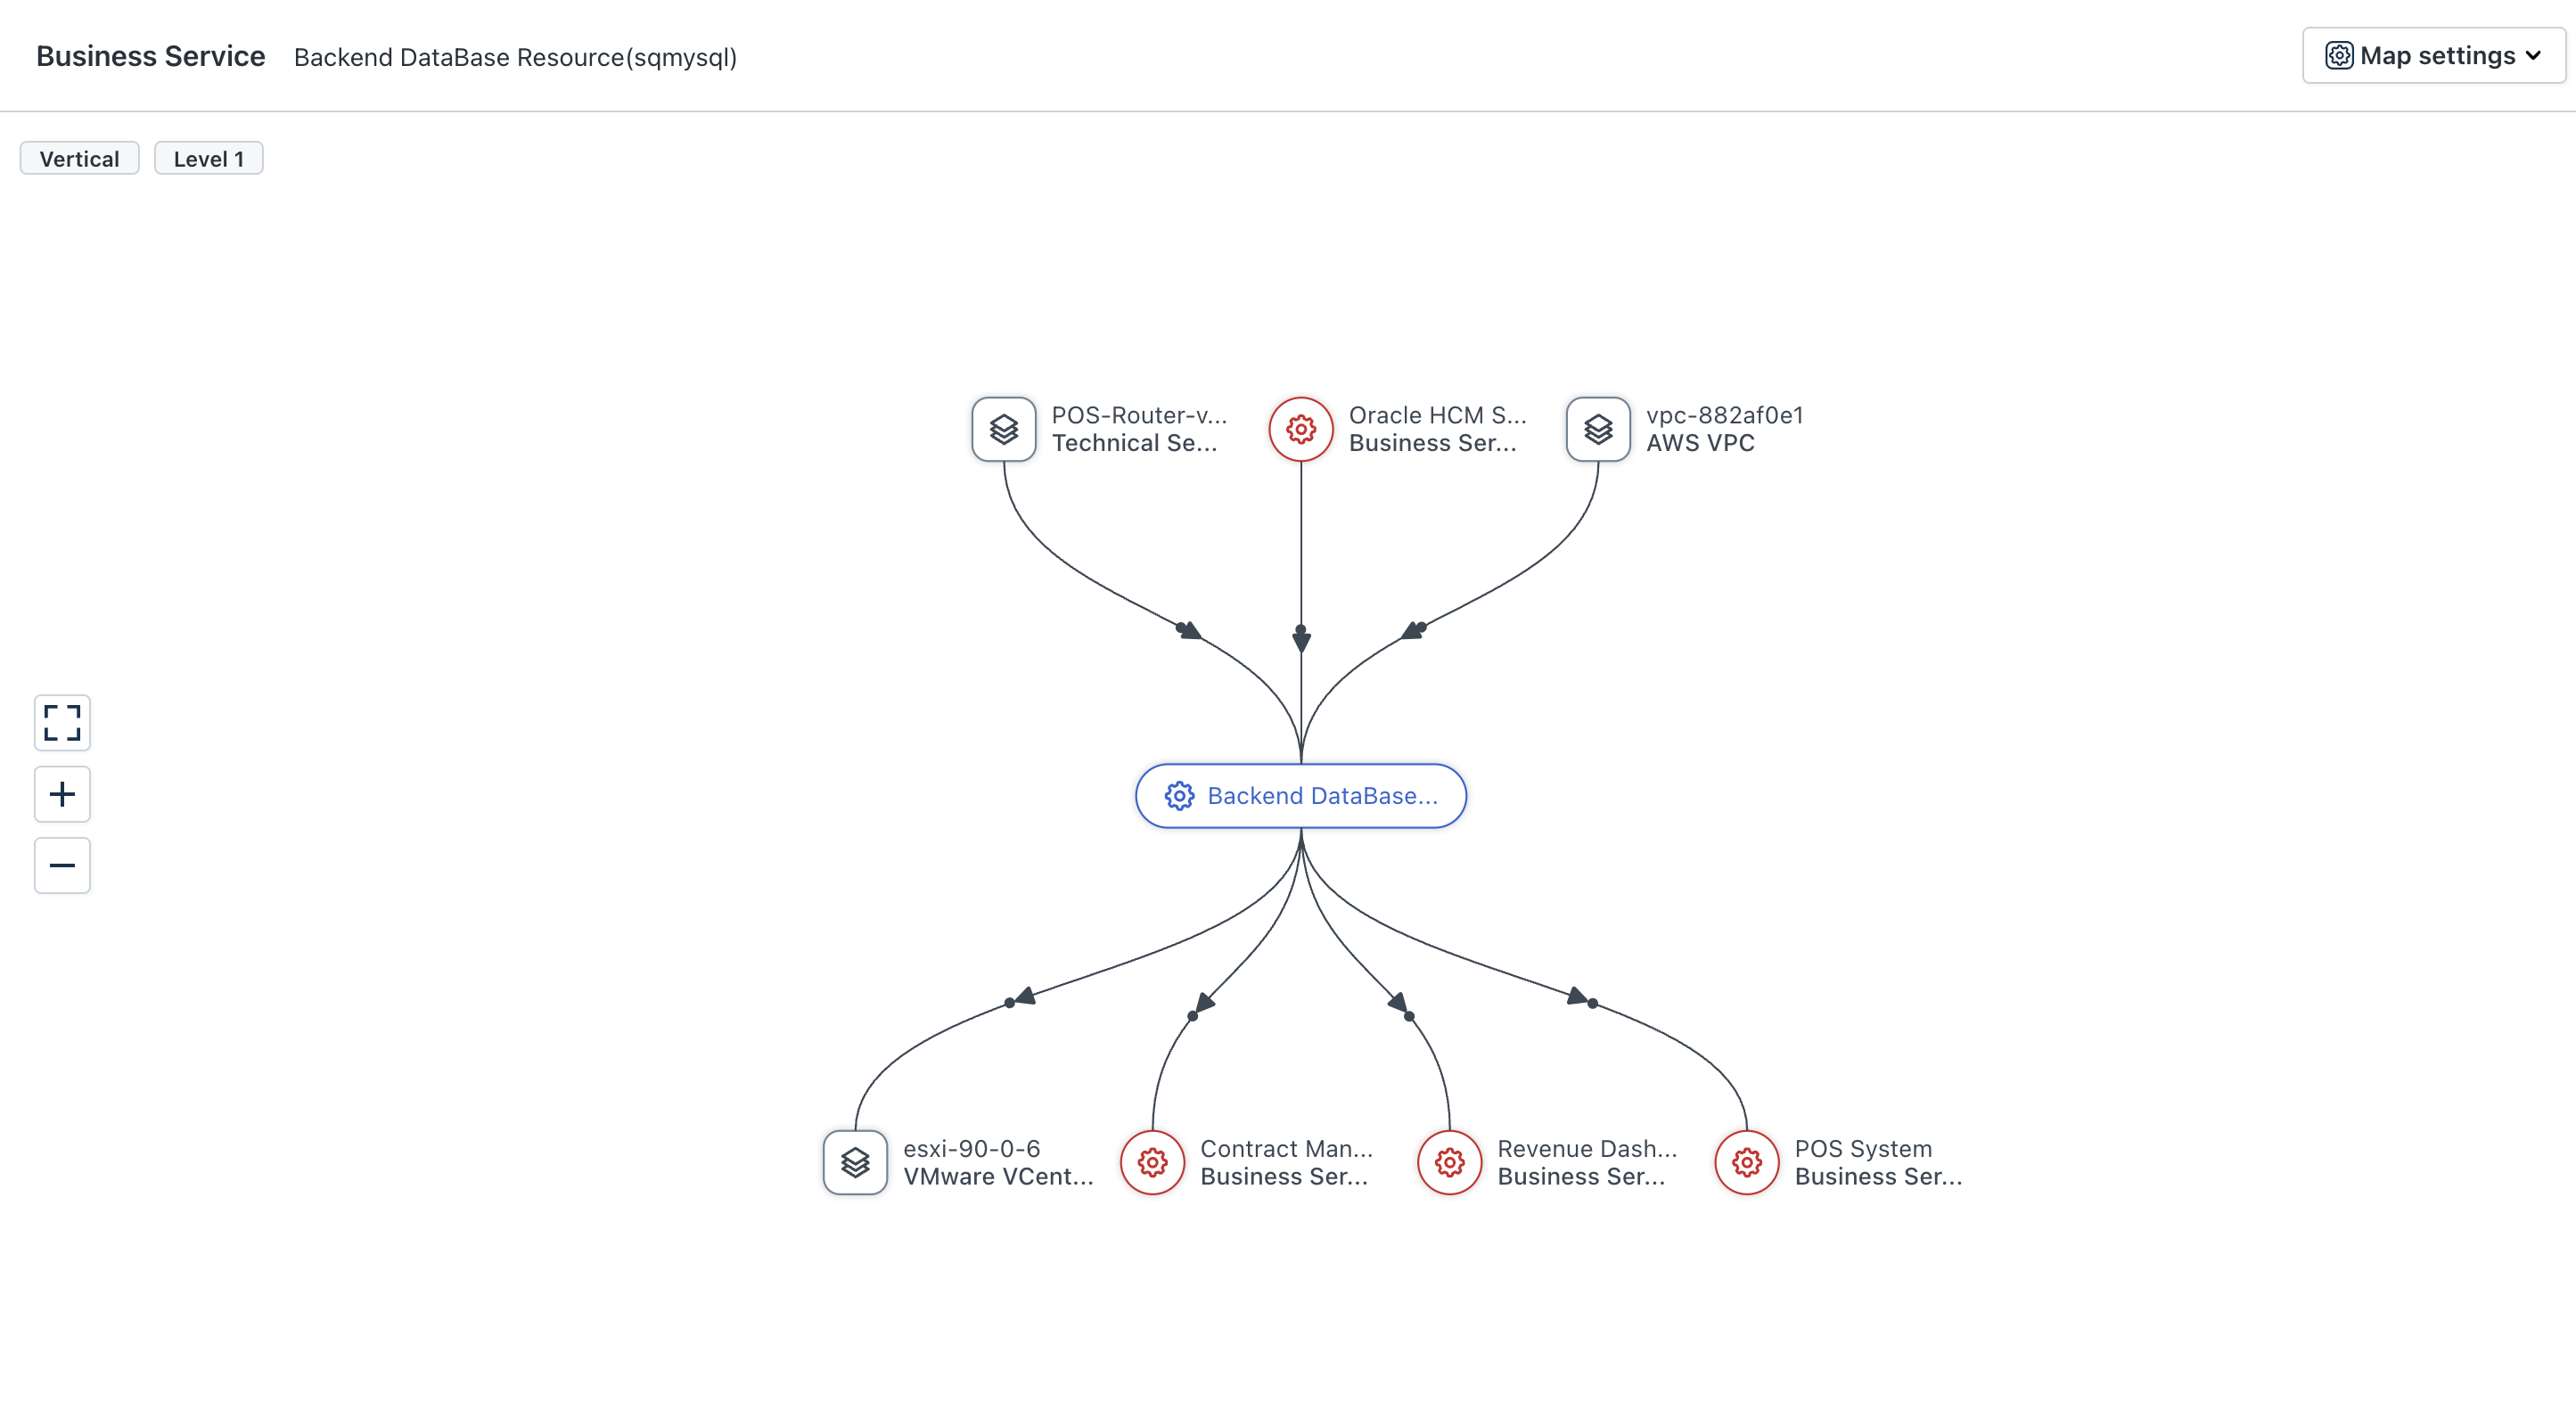 Business Service Backend DataBase Resource(sqmysql)
Map settings
Vertical
Level 1
POS-Router-v...
Technical Se...
Oracle HCM S...
Business Ser...
vpc-882af0e1
AWS VPC
Backend DataBase...
esxi-90-0-6
VMware VCent...
Contract Man...
Business Ser...
Revenue Dash...
Business Ser...
POS System
Business Ser...